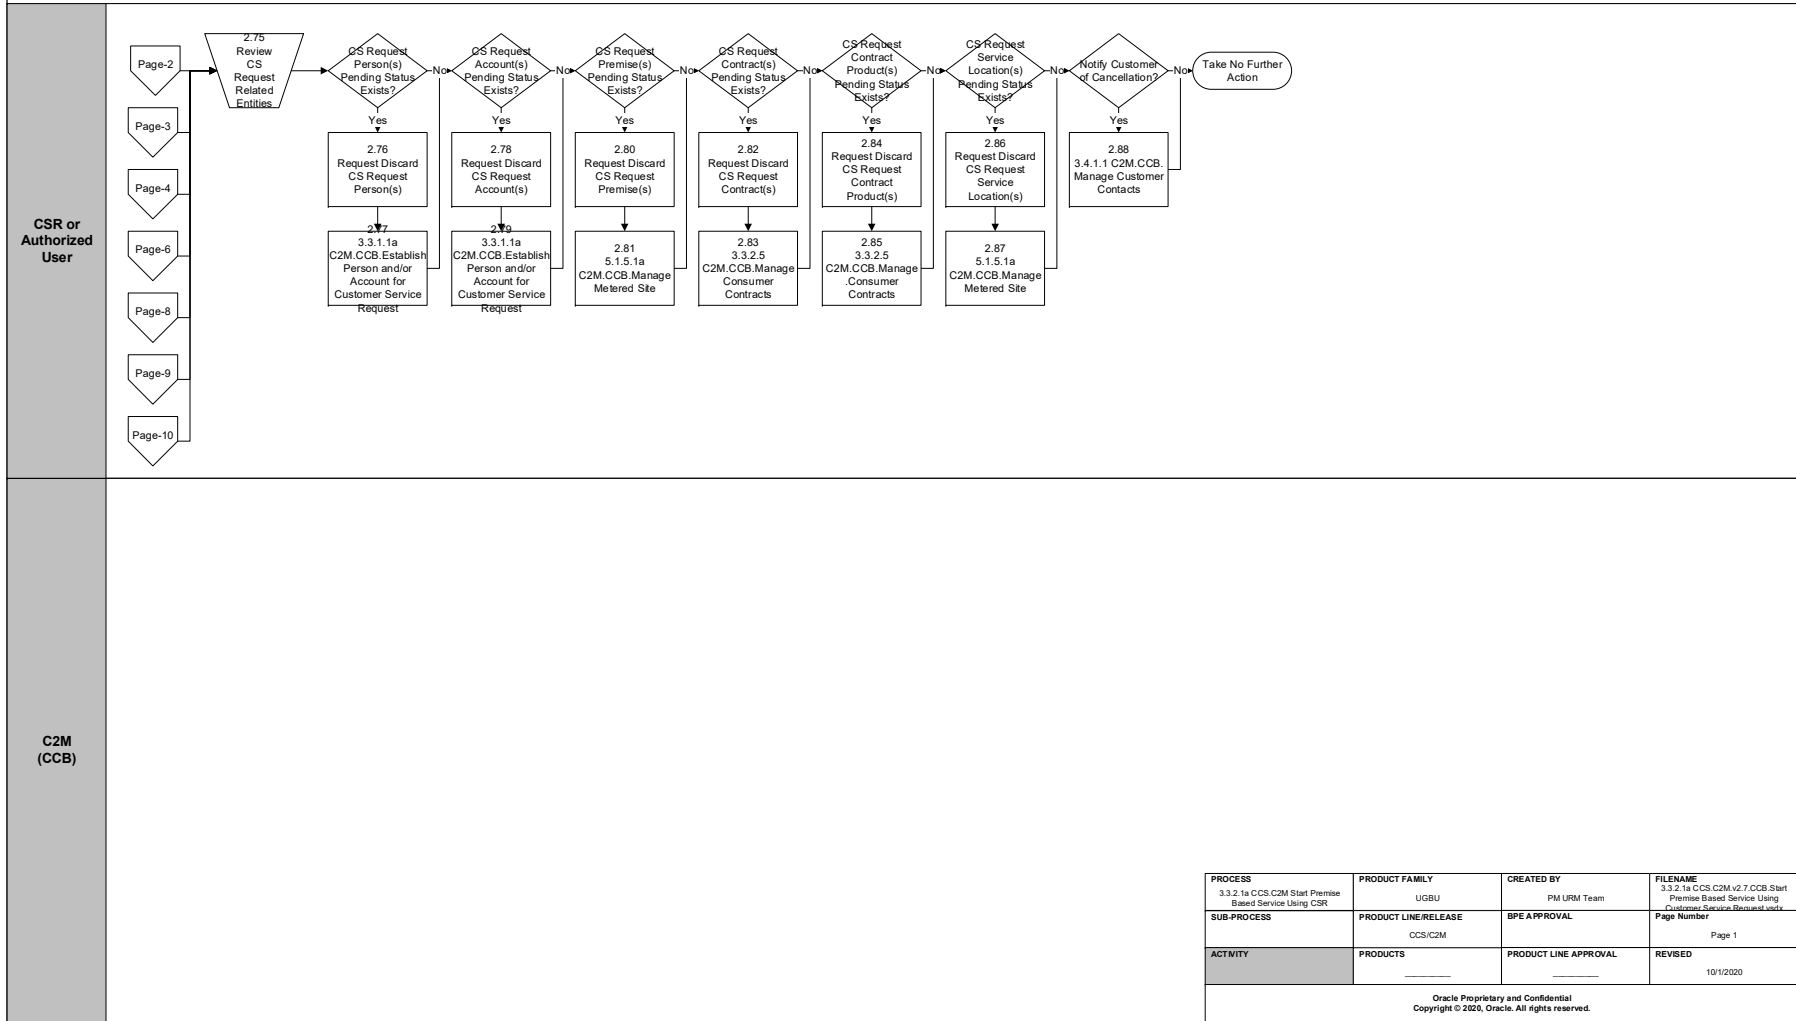 CSR or
Authorized
User
Page-2
Page-3
Page-4
Page-6
Page-8
Page-9
Page-10
2.75
Review
CS
Request
Related
Entities
CS Request
Person(s)
Pending Status
Exists?
No
Yes
2.76
Request Discard
CS Request
Person(s)
2.77
3.3.1.1a
C2M.CCB.Establish
Person and/or
Account for
Customer Service
Request
CS Request
Account(s)
Pending Status
Exists?
No
Yes
2.78
Request Discard
CS Request
Account(s)
2.79
3.3.1.1a
C2M.CCB.Establish
Person and/or
Account for
Customer Service
Request
CS Request
Premise(s)
Pending Status
Exists?
No
Yes
2.80
Request Discard
CS Request
Premise(s)
2.81
5.1.5.1a
C2M.CCB.Manage
Metered Site
CS Request
Contract(s)
Pending Status
Exists?
No
Yes
2.82
Request Discard
CS Request
Contract(s)
2.83
3.3.2.5
C2M.CCB.Manage
Consumer
Contracts
CS Request
Contract
Product(s)
Pending Status
Exists?
No
Yes
2.84
Request Discard
CS Request
Contract
Product(s)
2.85
3.3.2.5
C2M.CCB.Manage
.Consumer
Contracts
CS Request
Service
Location(s)
Pending Status
Exists?
No
Yes
2.86
Request Discard
CS Request
Service
Location(s)
2.87
5.1.5.1a
C2M.CCB.Manage
Metered Site
Notify Customer
of Cancellation?
No
Yes
2.88
3.4.1.1 C2M.CCB.
Manage Customer
Contacts
Take No Further
Action
C2M
(CCB)
PROCESS
3.3.2.1a CCS.C2M Start Premise
Based Service Using CSR
PRODUCT FAMILY
UGBU
CREATED BY
PM URM Team
FILENAME
3.3.2.1a CCS.C2M.v2.7.CCB.Start
Premise Based Service Using
Customer Service Request.vsdx
SUB-PROCESS
PRODUCT LINE/RELEASE
CCS/C2M
BPE APPROVAL
Page Number
Page 1
ACTIVITY
PRODUCTS
PRODUCT LINE APPROVAL
REVISED
10/1/2020
Oracle Proprietary and Confidential
Copyright © 2020, Oracle. All rights reserved.